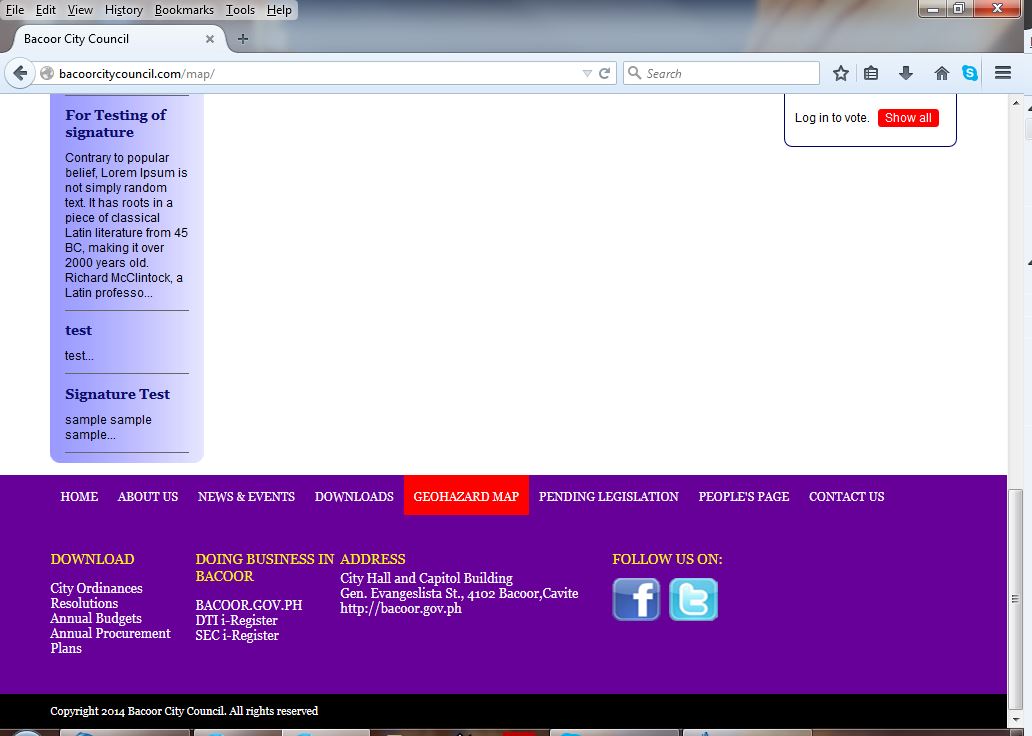 File Edit View History Bookmarks Tools Help
Bacoor City Council
bacoorcitycouncil.com/map/
Search
For Testing of
signature
Contrary to popular
belief, Lorem Ipsum is
not simply random
text. It has roots in a
piece of classical
Latin literature from 45
BC, making it over
2000 years old.
Richard McClintock, a
Latin professo...
test
test...
Signature Test
sample sample
sample...
Log in to vote. Show all
HOME ABOUT US NEWS & EVENTS DOWNLOADS GEOHAZARD MAP PENDING LEGISLATION PEOPLE'S PAGE CONTACT US
DOWNLOAD
City Ordinances
Resolutions
Annual Budgets
Annual Procurement
Plans
DOING BUSINESS IN
BACOOR
BACOOR.GOV.PH
DTI i-Register
SEC i-Register
ADDRESS
City Hall and Capitol Building
Gen. Evangeslista St., 4102 Bacoor,Cavite
http://bacoor.gov.ph
FOLLOW US ON:
Copyright 2014 Bacoor City Council. All rights reserved